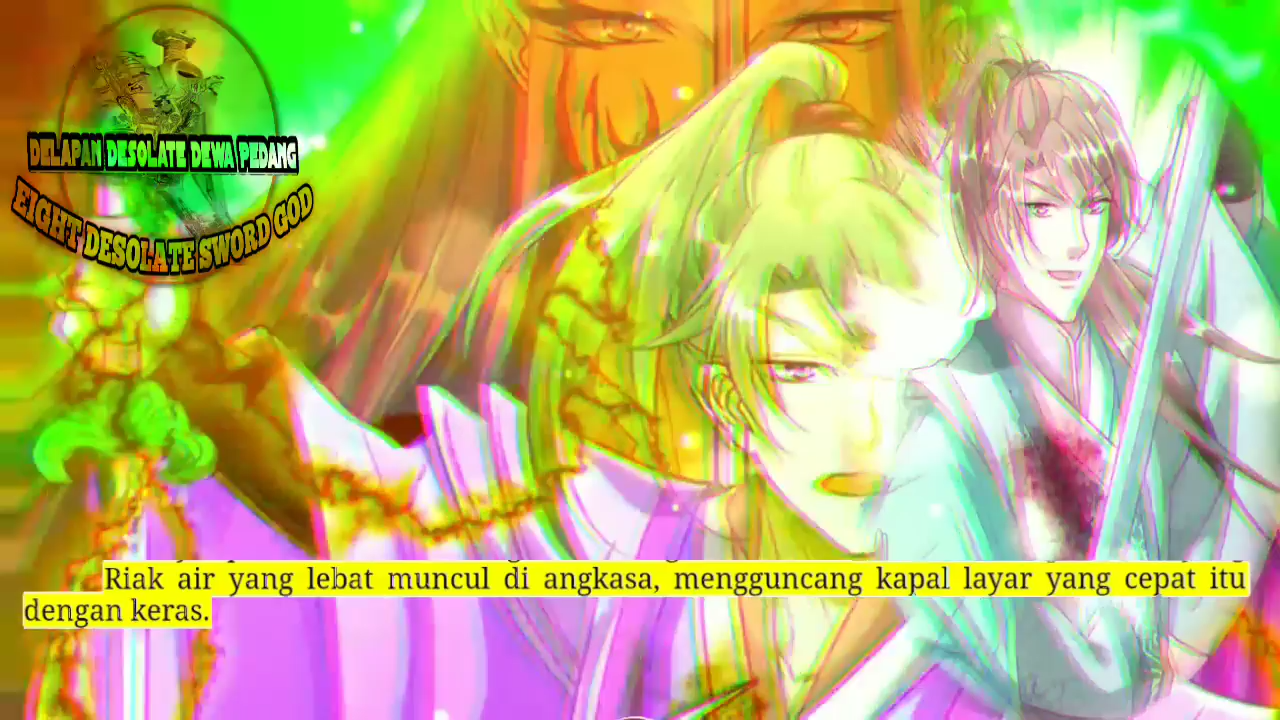 DELAPAN DESOLATE DEWA PEDANG
EIGHT DESOLATE SWORD GOD
Riak air yang lebat muncul di angkasa, mengguncang kapal layar yang cepat itu
dengan keras.